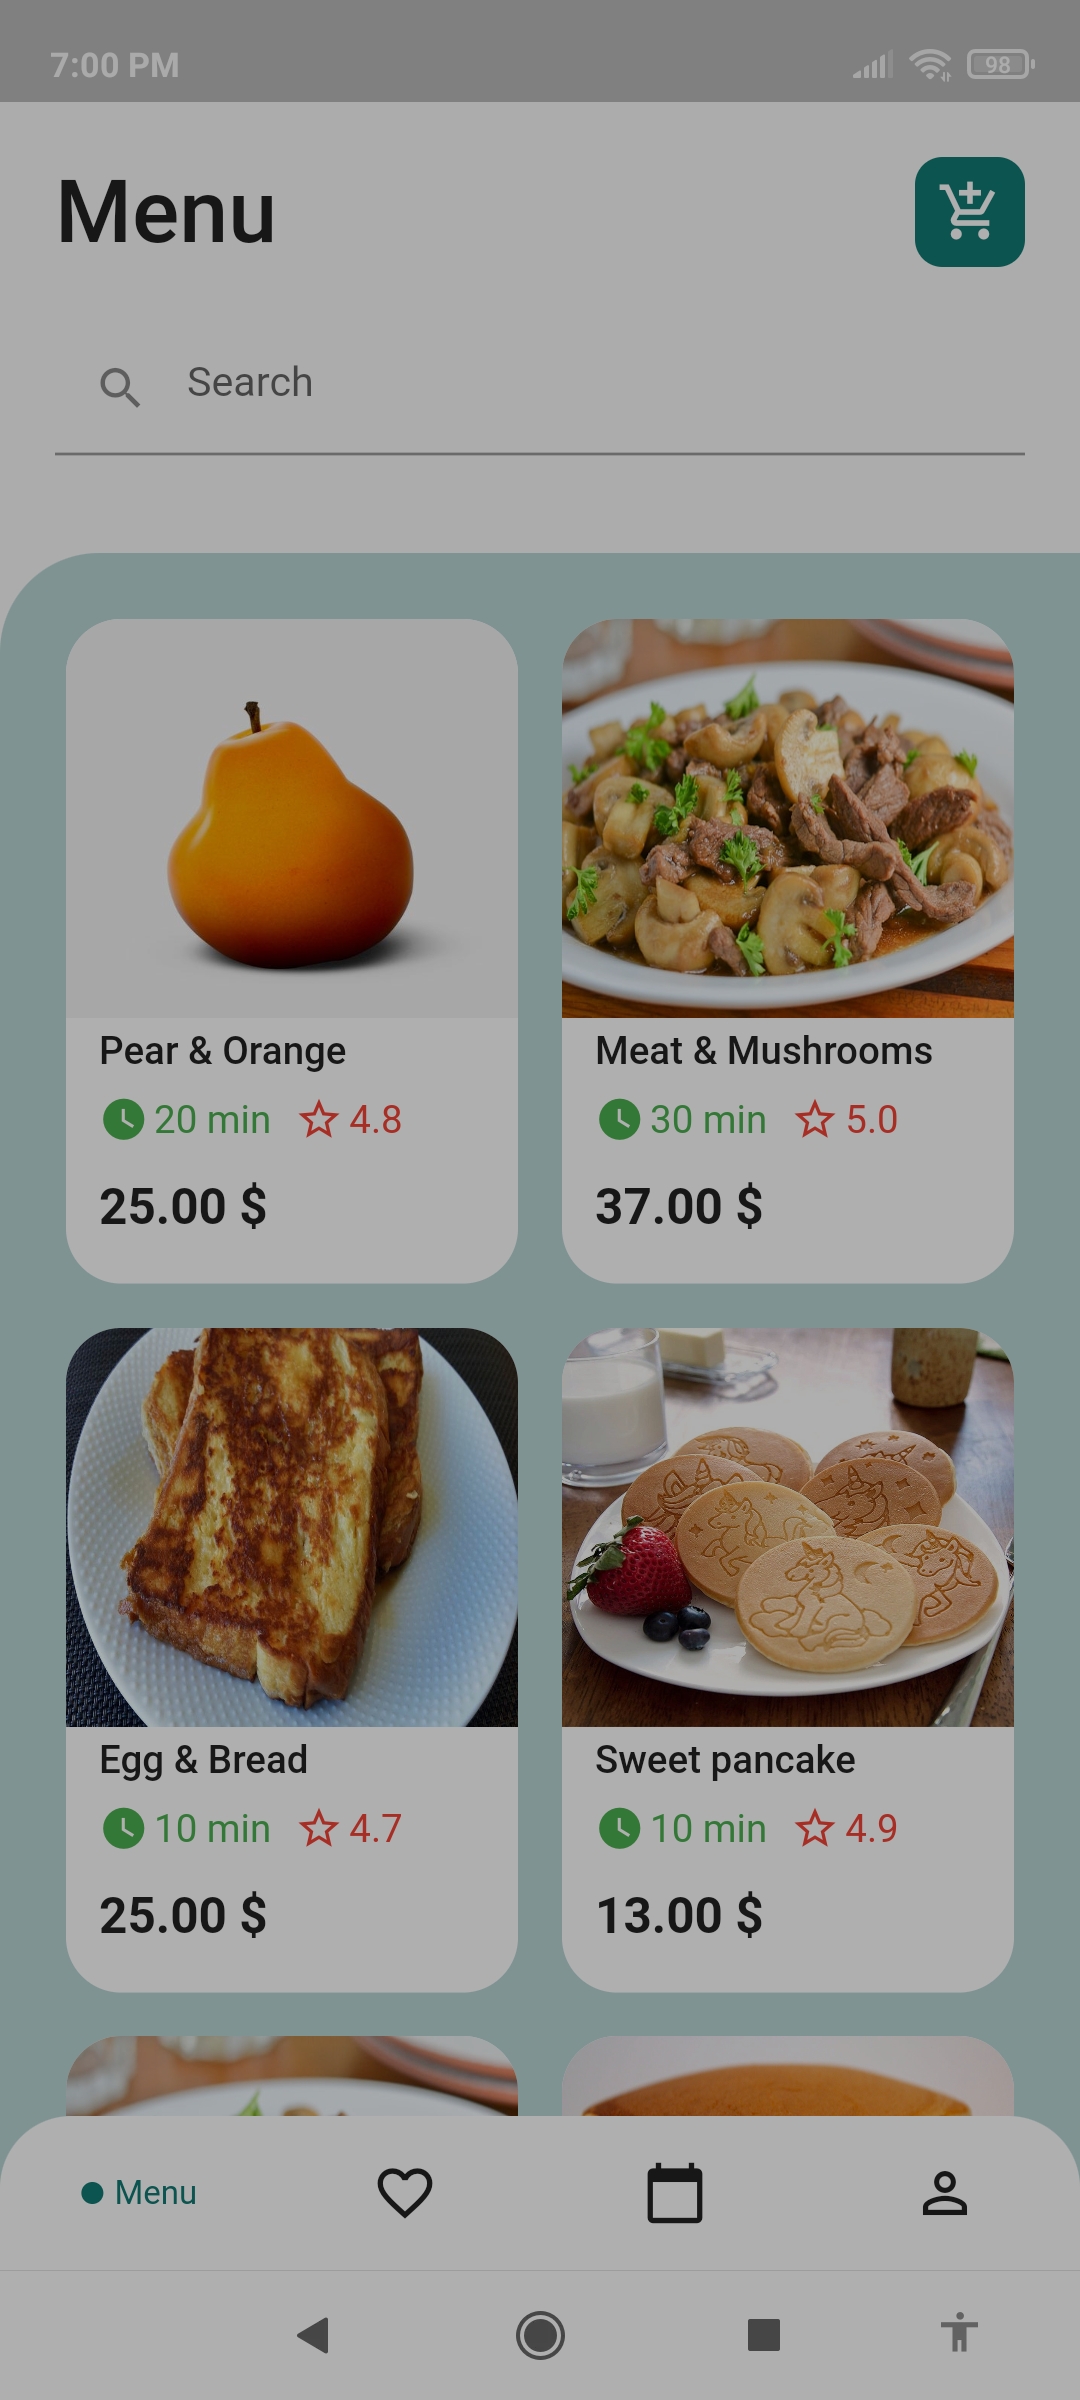 7:00 PM
98
Menu
Search
Pear & Orange
20 min 4.8
25.00 $
Meat & Mushrooms
30 min 5.0
37.00 $
Egg & Bread
10 min 4.7
25.00 $
Sweet pancake
10 min 4.9
13.00 $
Menu